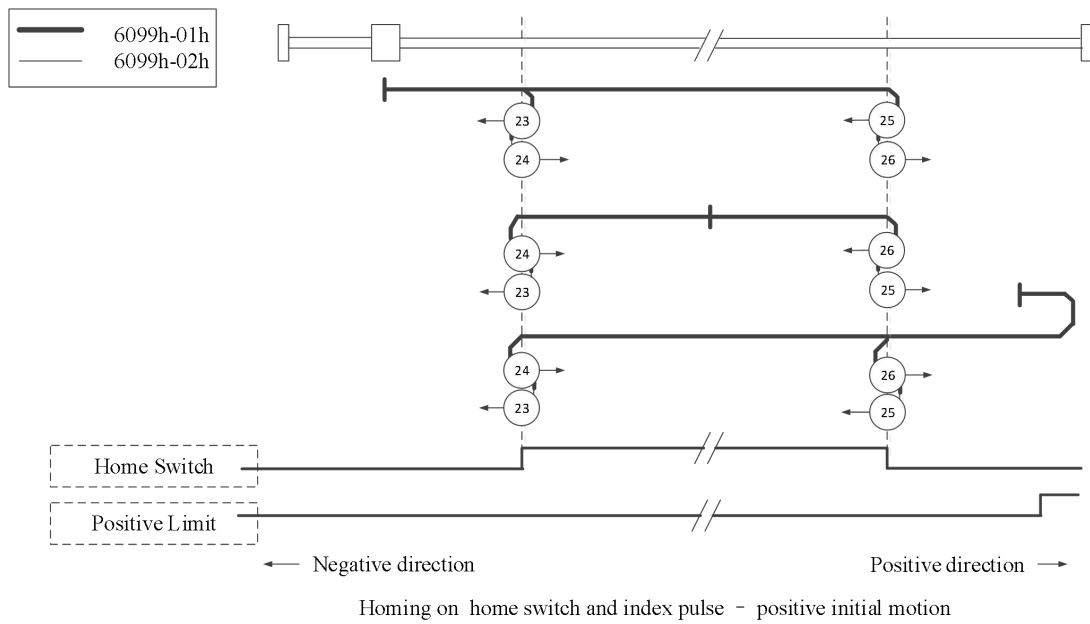 6099h-01h
6099h-02h
23
25
24
26
24
26
23
25
24
26
23
25
Home Switch
Positive Limit
Negative direction
Positive direction
Homing on home switch and index pulse - positive initial motion